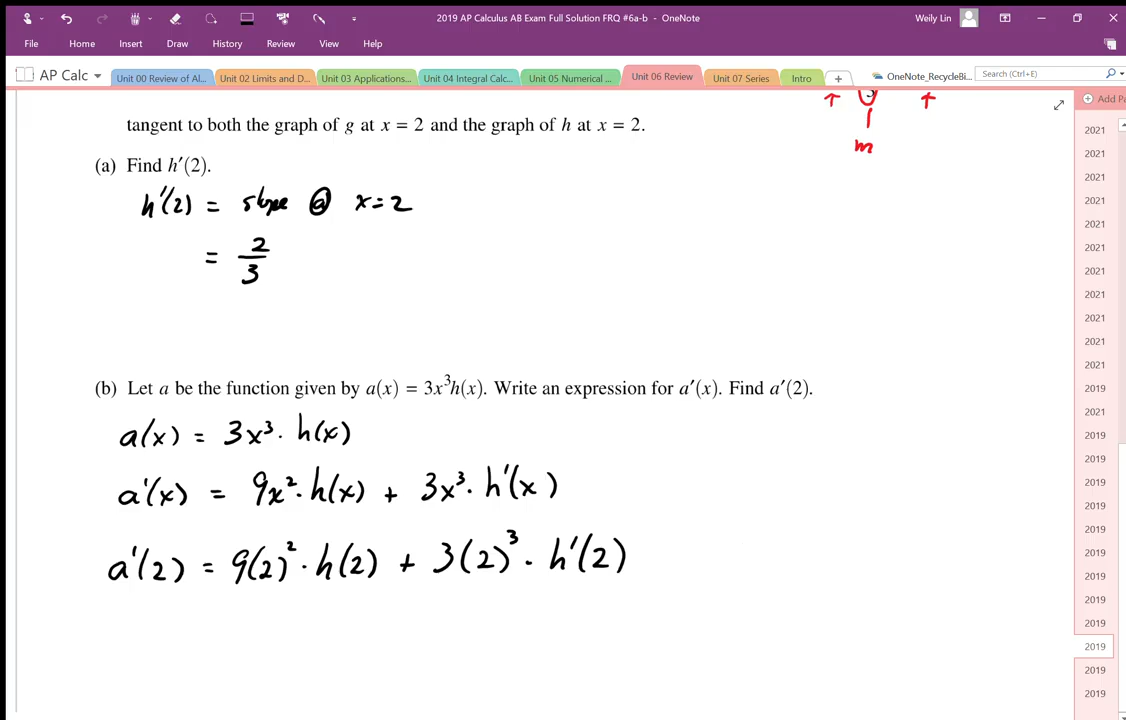 2019 AP Calculus AB Exam Full Solution FRQ #6a-b - OneNote
Weily Lin
File Home Insert Draw History Review View Help
AP Calc
Unit 00 Review of Al...
Unit 02 Limits and D...
Unit 03 Applications...
Unit 04 Integral Calc...
Unit 05 Numerical ...
Unit 06 Review
Unit 07 Series
Intro
+
OneNote_RecycleBi...
Search (Ctrl+E)
Add Pa
3
m
tangent to both the graph of g at x = 2 and the graph of h at x = 2.
(a) Find h′(2).
h'(2) = slope @ x=2
= 2/3
(b) Let a be the function given by a(x) = 3x³h(x). Write an expression for a′(x). Find a′(2).
a(x) = 3x³· h(x)
a'(x) = 9x²· h(x) + 3x³· h'(x)
a'(2) = 9(2)²· h(2) + 3(2)³ · h'(2)
2021
2021
2021
2021
2021
2021
2021
2021
2021
2021
2021
2019
2021
2019
2019
2019
2019
2019
2019
2019
2019
2019
2019
2019
2019